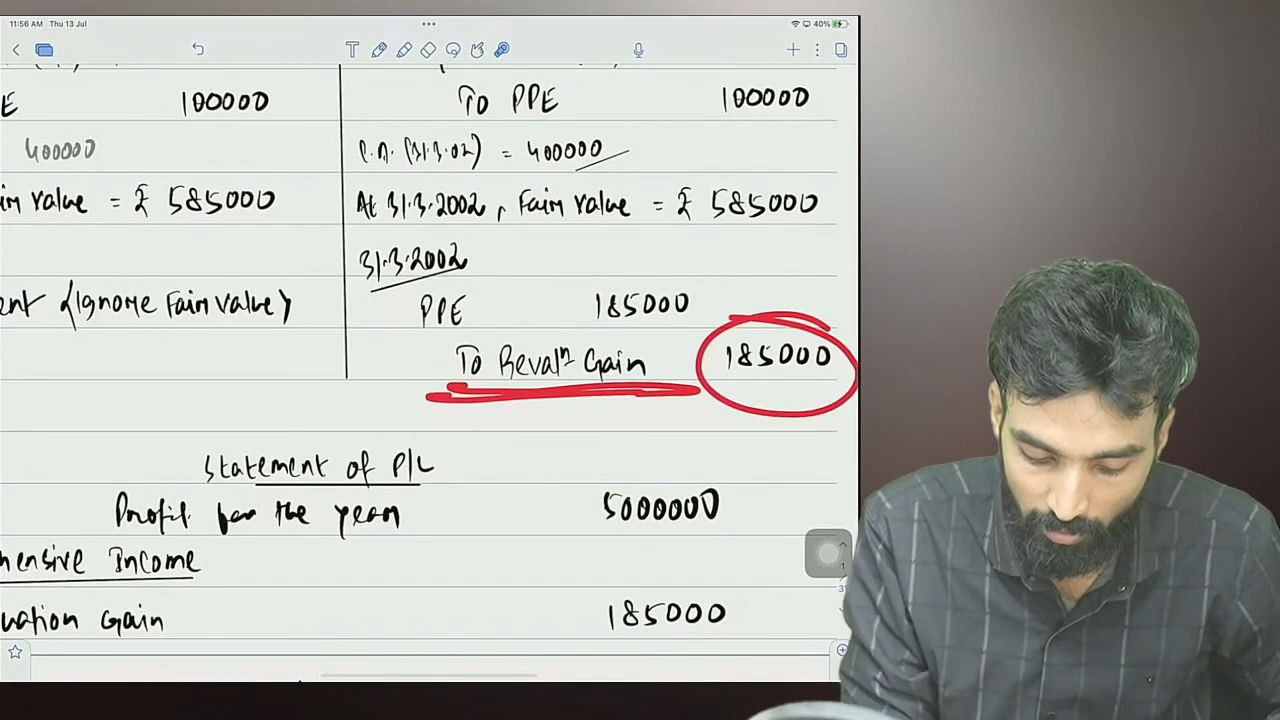 11:56 AM Thu 13 Jul
40%
E 100000
To PPE 100000
400000
C.A. (31.3.02) = 400000
Value = ₹ 585000
At 31.3.2002, Fair value = ₹ 585000
31.3.2002
{Ignore Fair value}
PPE 185000
To Revalⁿ Gain 185000
Statement of P/L
Profit for the year 5000000
hensive Income
uation Gain 185000